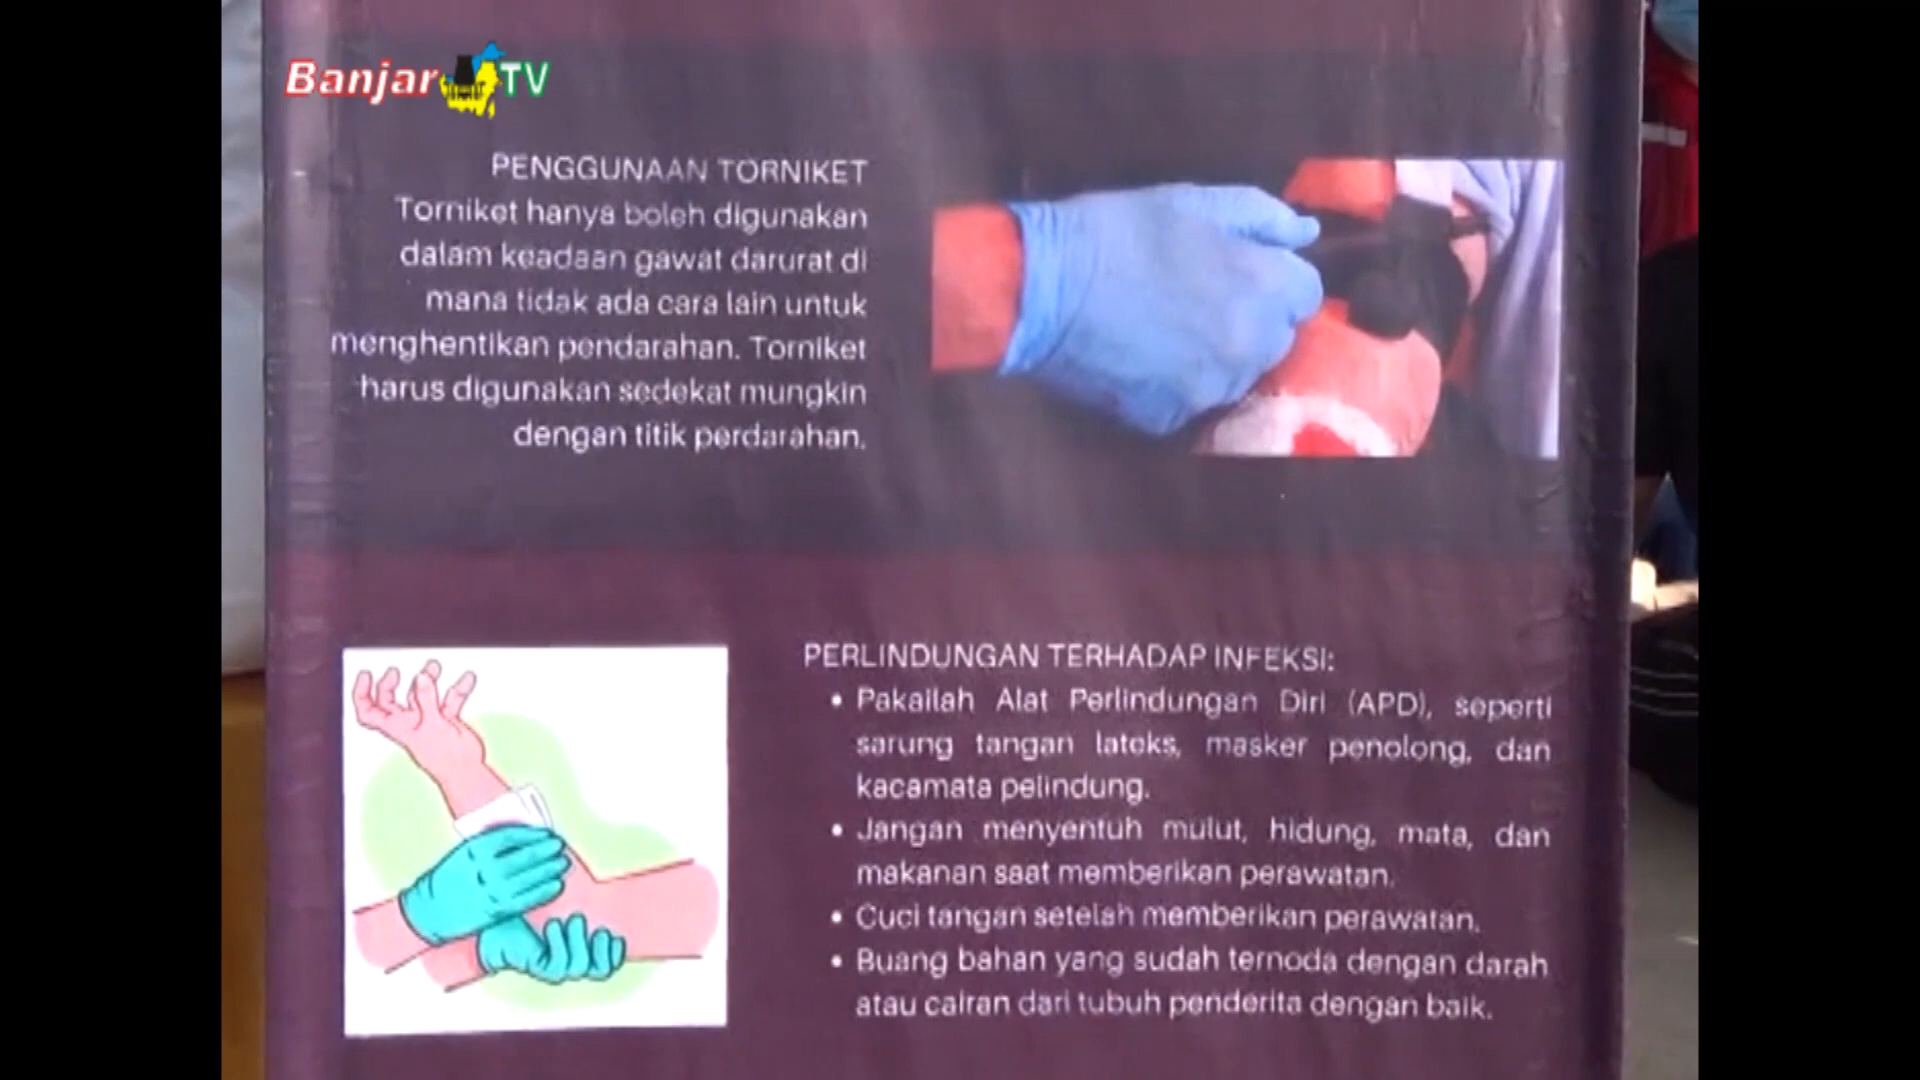 Banjar TV
PENGGUNAAN TORNIKET
Torniket hanya boleh digunakan
dalam keadaan gawat darurat di
mana tidak ada cara lain untuk
menghentikan pendarahan. Torniket
harus digunakan sedekat mungkin
dengan titik perdarahan.
PERLINDUNGAN TERHADAP INFEKSI:
• Pakailah Alat Perlindungan Diri (APD), seperti
sarung tangan lateks, masker penolong, dan
kacamata pelindung.
• Jangan menyentuh mulut, hidung, mata, dan
makanan saat memberikan perawatan.
• Cuci tangan setelah memberikan perawatan.
• Buang bahan yang sudah ternoda dengan darah
atau cairan dari tubuh penderita dengan baik.